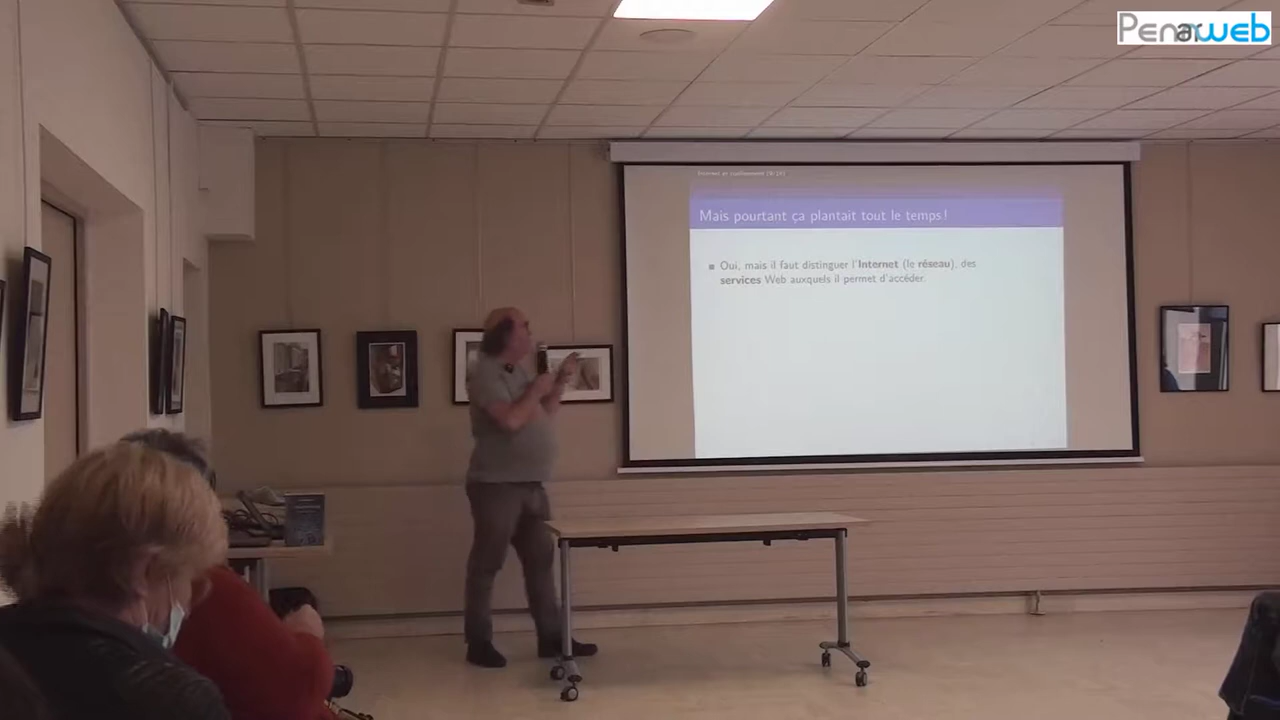 Penarweb
Mais pourtant ça plantait tout le temps !
Oui, mais il faut distinguer l'Internet (le réseau), des
services Web auxquels il permet d'accéder.